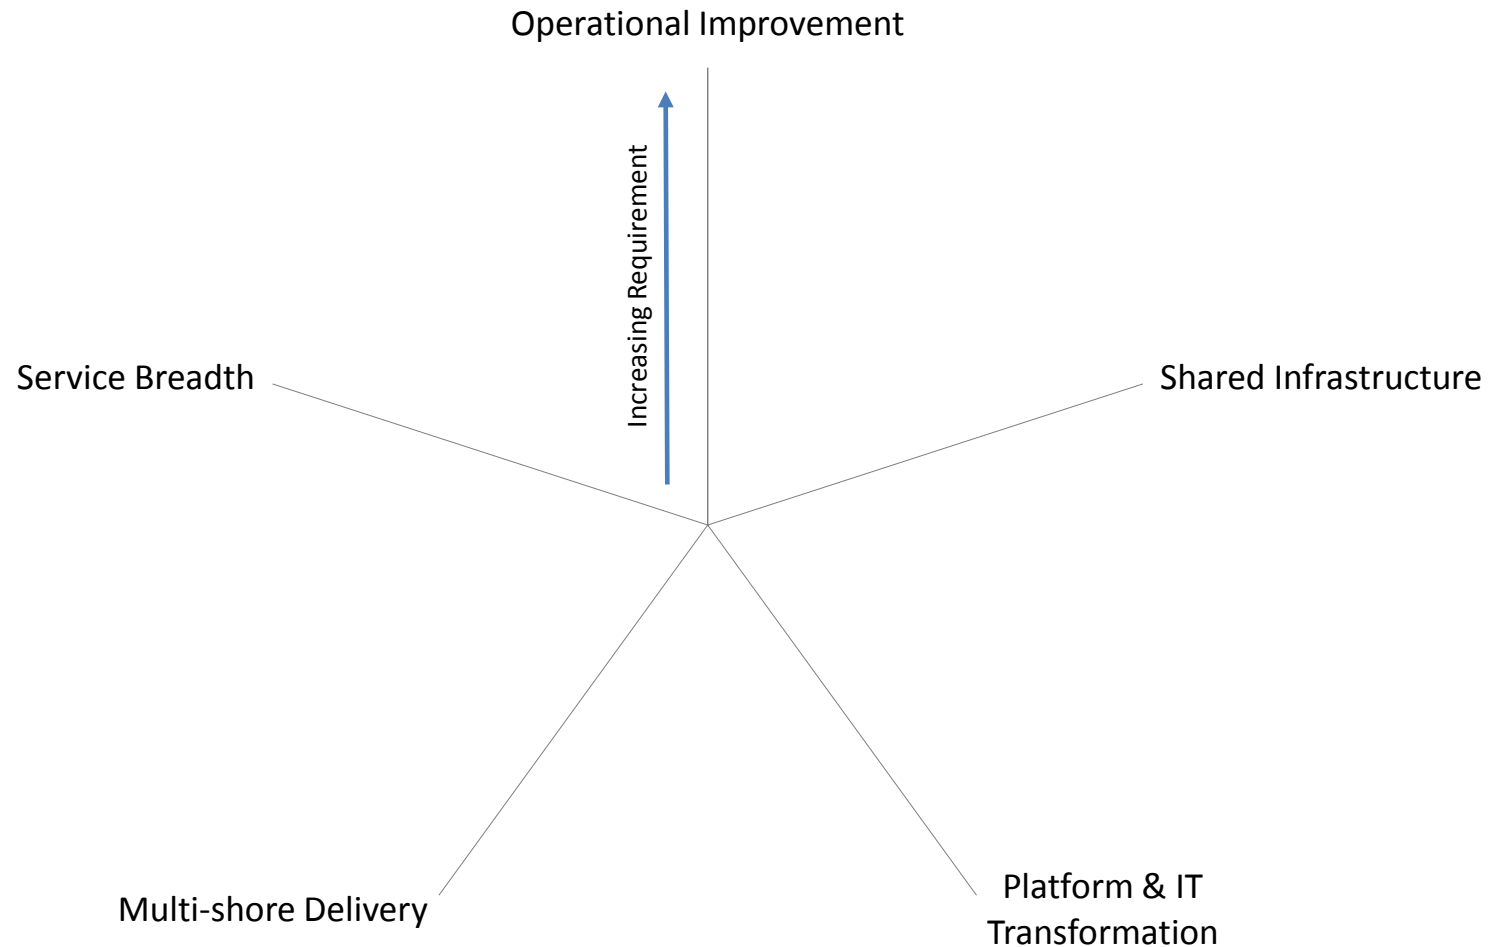 Operational Improvement
Increasing Requirement
Service Breadth
Shared Infrastructure
Multi-shore Delivery
Platform & IT
Transformation